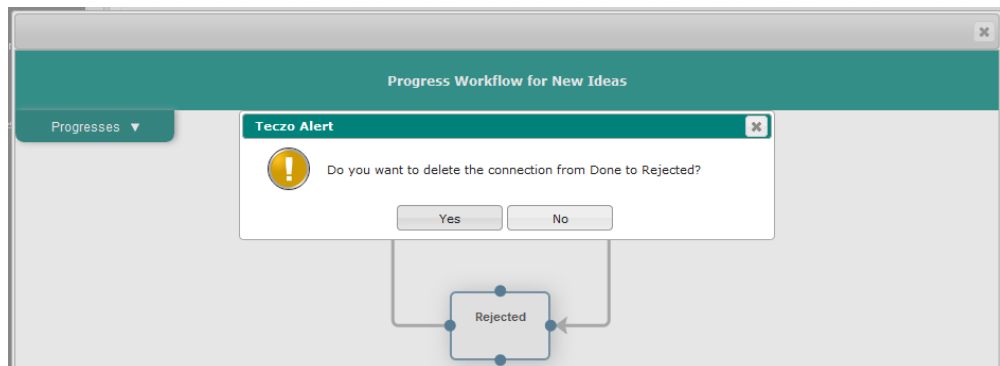 Progress Workflow for New Ideas
Progresses ▼
Teczo Alert
Do you want to delete the connection from Done to Rejected?
Yes
No
Rejected